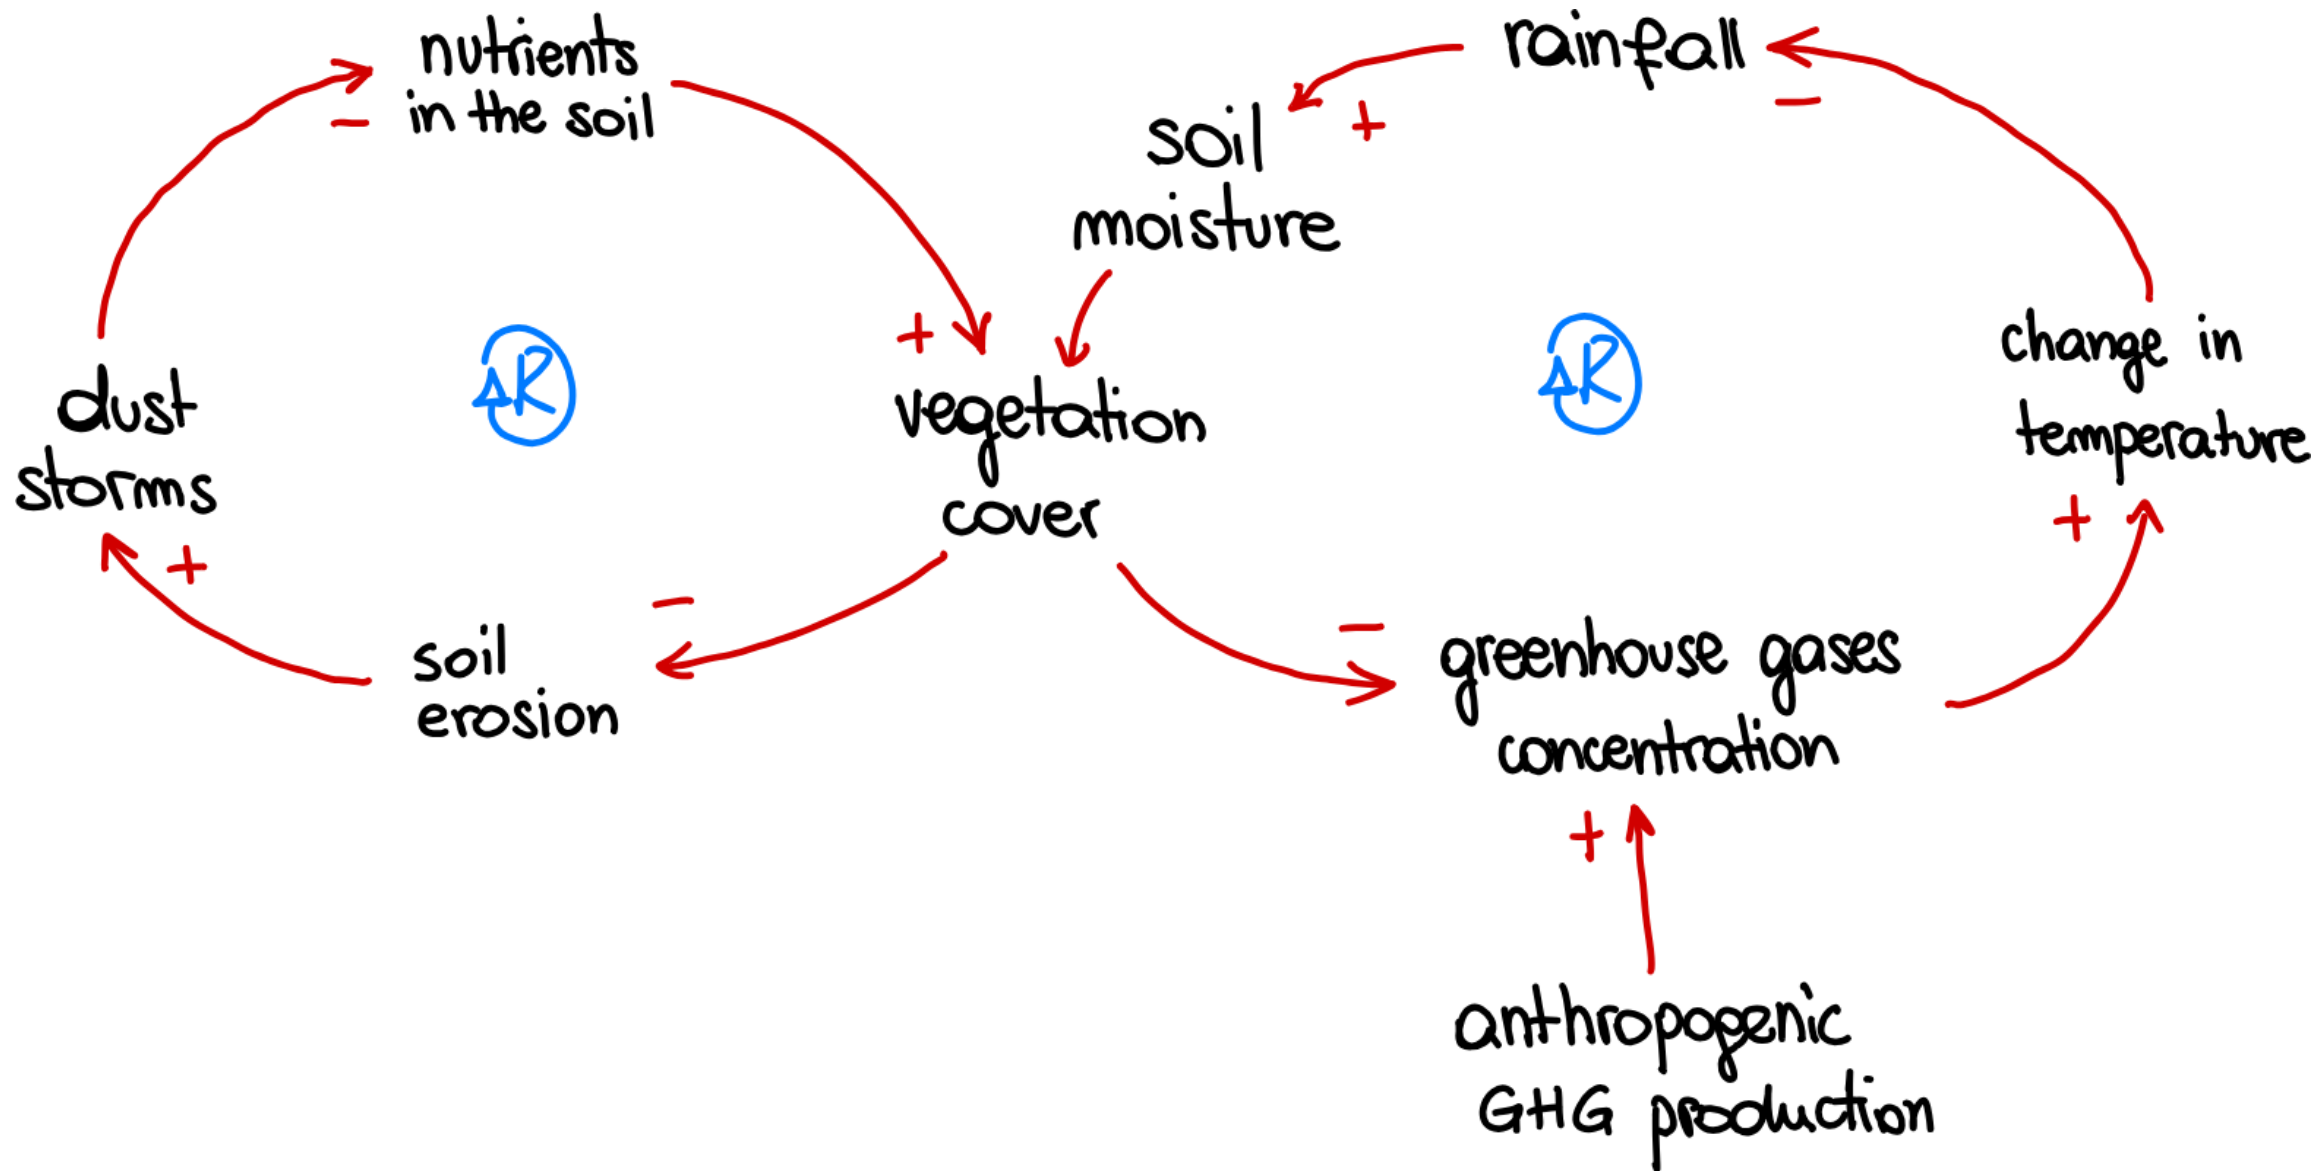 nutrients
in the soil
+
−
dust
storms
R
+
soil
erosion
−
vegetation
cover
soil
moisture
+
rainfall
−
R
change in
temperature
+
−
greenhouse gases
concentration
+
anthropogenic
GHG production